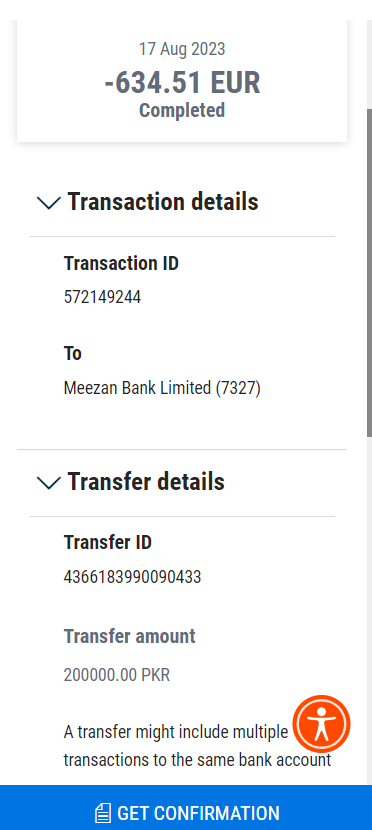 17 Aug 2023
-634.51 EUR
Completed
Transaction details
Transaction ID
572149244
To
Meezan Bank Limited (7327)
Transfer details
Transfer ID
4366183990090433
Transfer amount
200000.00 PKR
A transfer might include multiple
transactions to the same bank account
GET CONFIRMATION